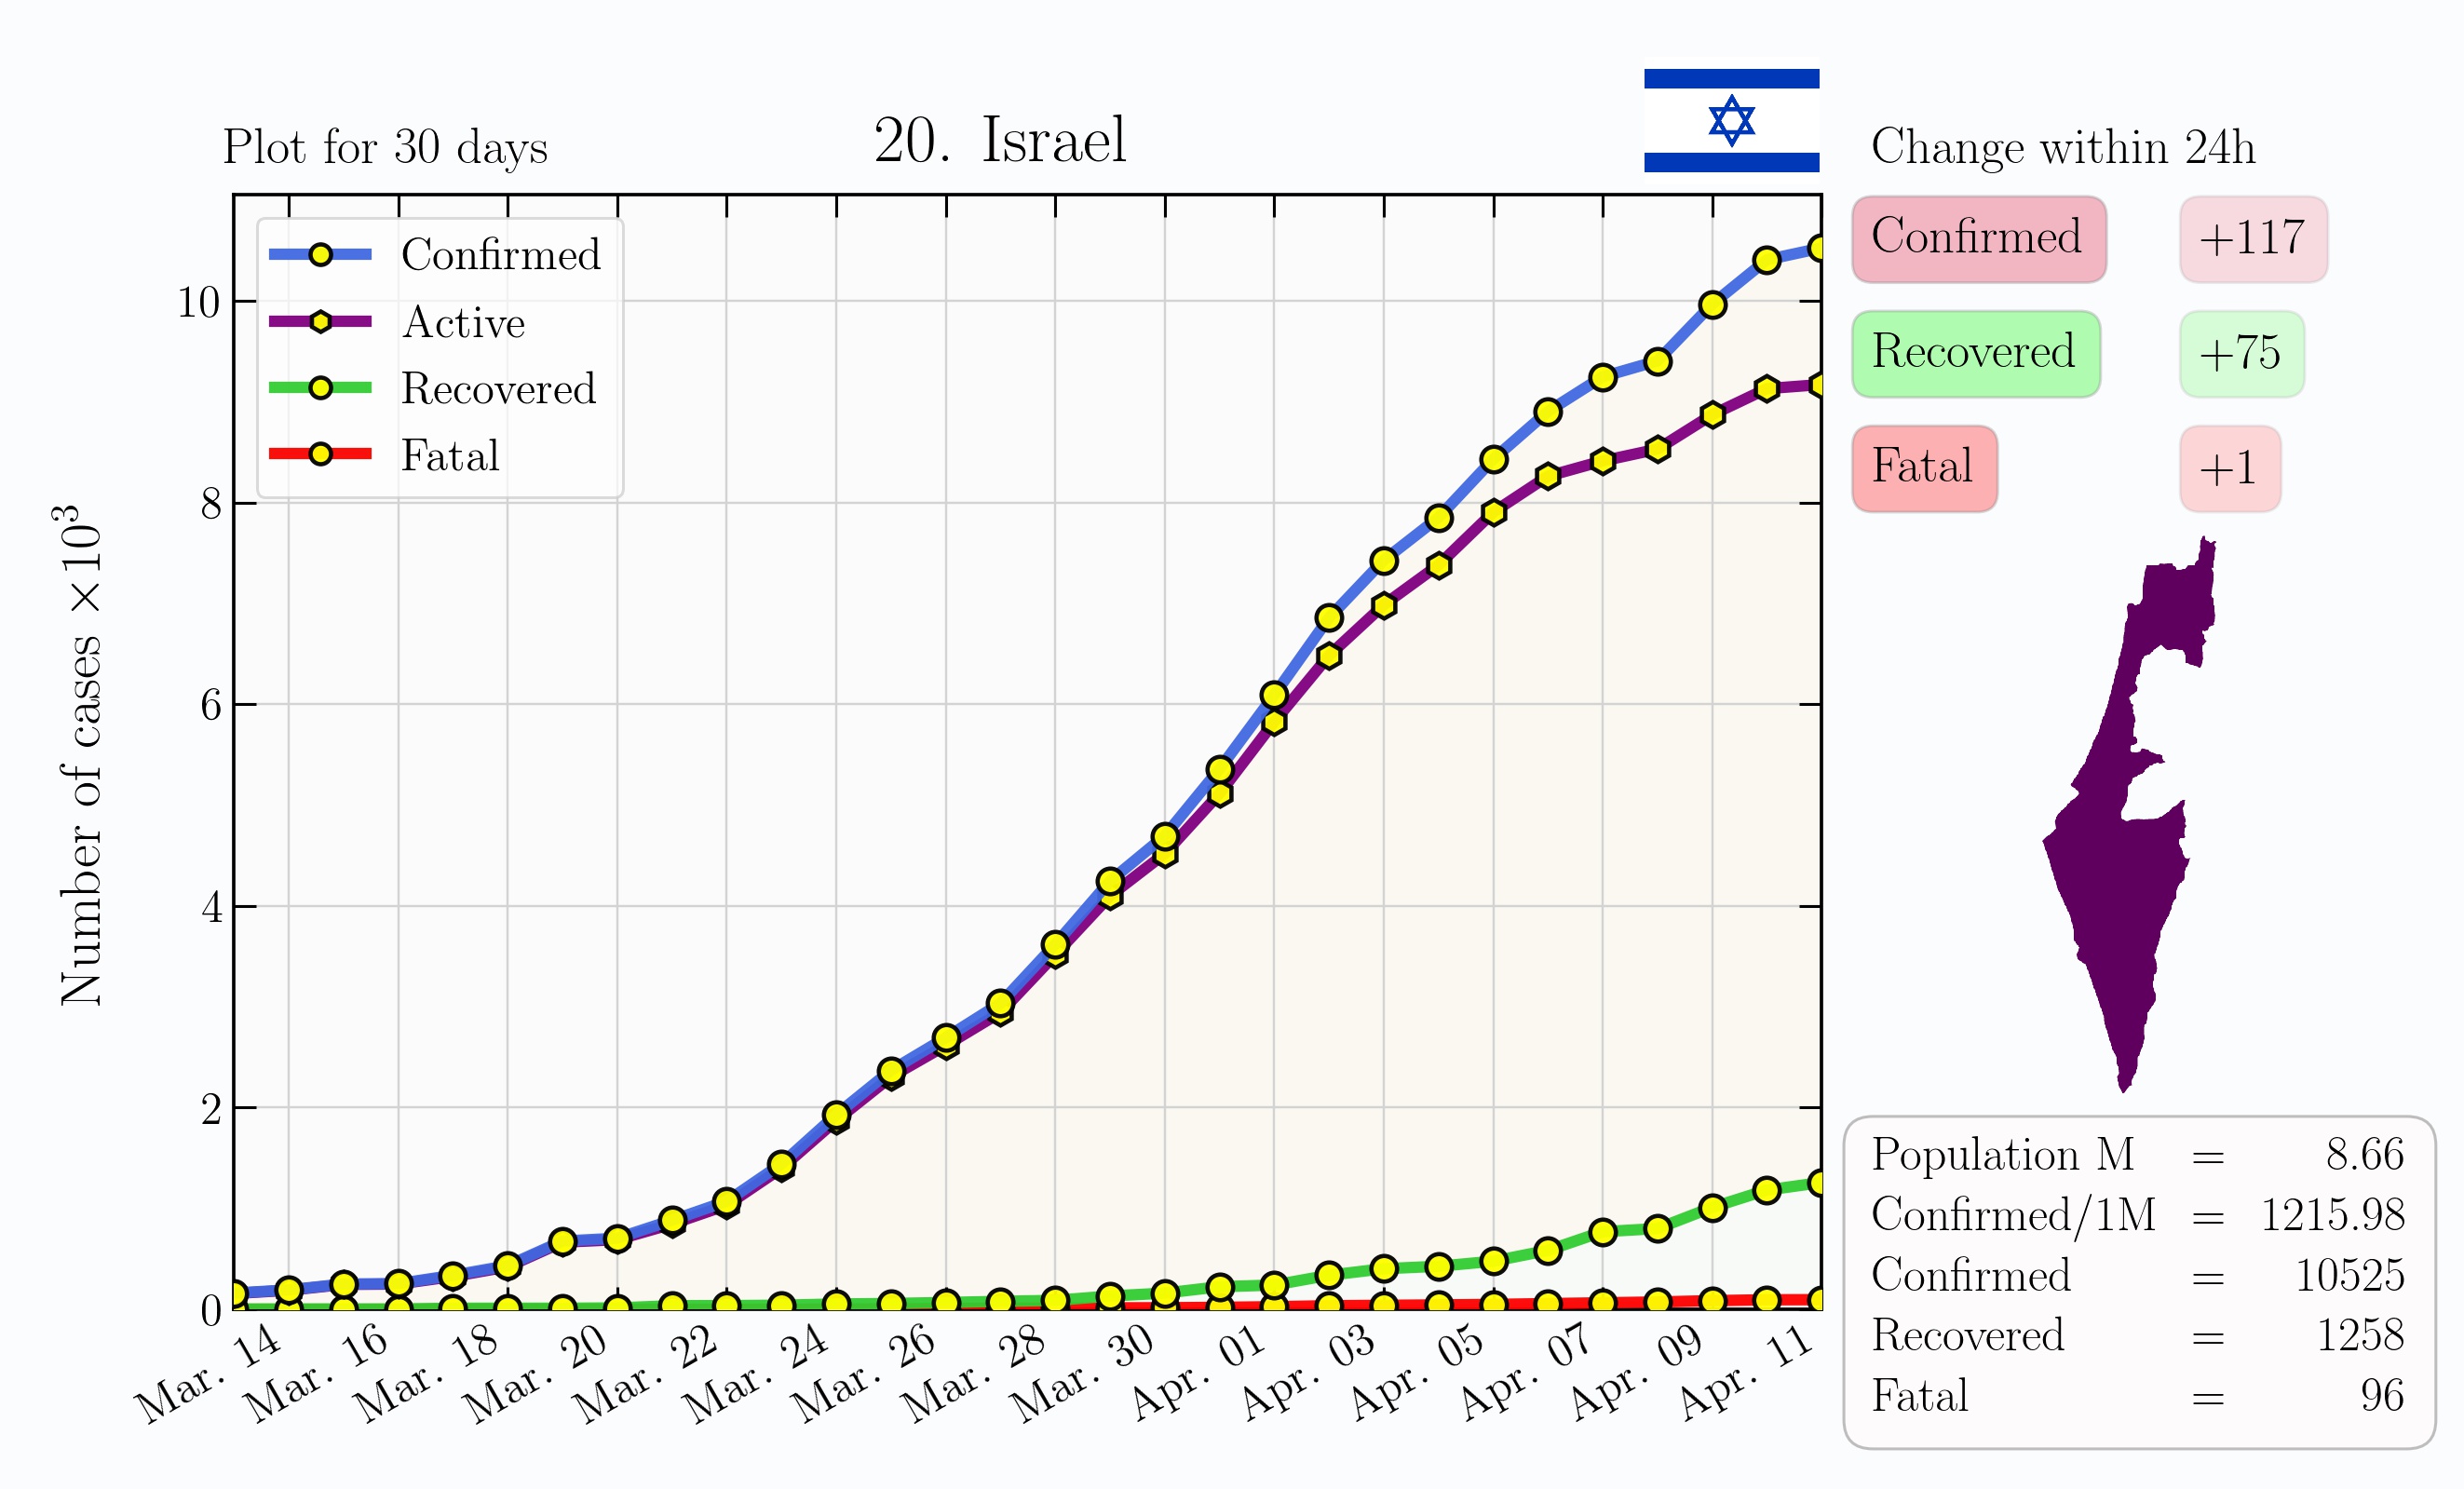 Plot for 30 days
20. Israel
Change within 24h
Confirmed +117
Recovered +75
Fatal +1
Confirmed
Active
Recovered
Fatal
Number of cases ×10³
10
8
6
4
2
0
Mar. 14
Mar. 16
Mar. 18
Mar. 20
Mar. 22
Mar. 24
Mar. 26
Mar. 28
Mar. 30
Apr. 01
Apr. 03
Apr. 05
Apr. 07
Apr. 09
Apr. 11
Population M = 8.66
Confirmed/1M = 1215.98
Confirmed = 10525
Recovered = 1258
Fatal = 96